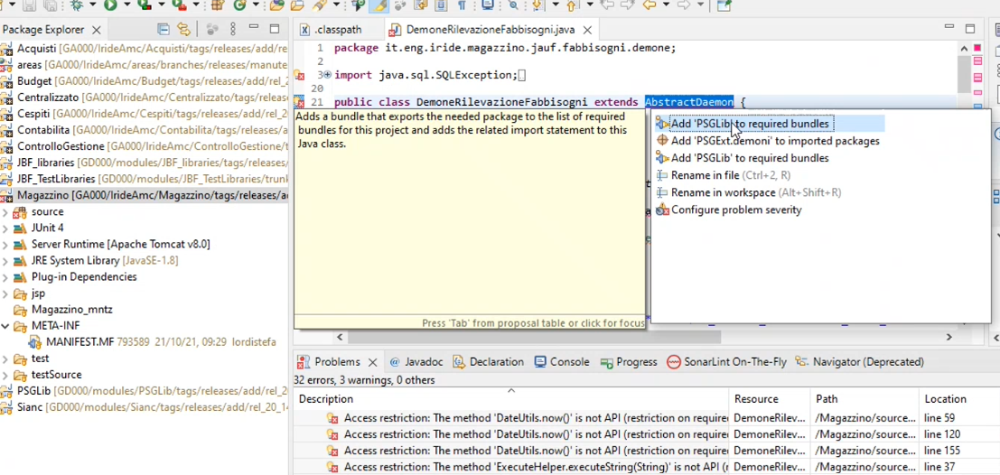 Package Explorer
Acquisti [GA000/IrideAmc/Acquisti/tags/releases/add/re
areas [GA000/IrideAmc/areas/branches/releases/manute
Budget [GA000/IrideAmc/Budget/tags/releases/add/rel_2
Centralizzato [GA000/IrideAmc/Centralizzato/tags/release
Cespiti [GA000/IrideAmc/Cespiti/tags/releases/add/rel_20
Contabilita [GA000/IrideAmc/Contabilita/tags/releases/ad
ControlloGestione [GA000/IrideAmc/ControlloGestione/t
JBF_libraries [GD000/modules/JBF_libraries/tags/releases/
JBF_TestLibraries [GD000/modules/JBF_TestLibraries/trunk
Magazzino [GA000/IrideAmc/Magazzino/tags/releases/a
source
JUnit 4
Server Runtime [Apache Tomcat v8.0]
JRE System Library [JavaSE-1.8]
Plug-in Dependencies
jsp
Magazzino_mntz
META-INF
MANIFEST.MF 793589 21/10/21, 09:29 lordistefa
test
testSource
PSGLib [GD000/modules/PSGLib/tags/releases/add/rel_2
Sianc [GD000/modules/Sianc/tags/releases/add/rel_20_14
.classpath
DemoneRilevazioneFabbisogni.java
1 package it.eng.iride.magazzino.jauf.fabbisogni.demone;
2
3 import java.sql.SQLException;
20
21 public class DemoneRilevazioneFabbisogni extends AbstractDaemon {
Adds a bundle that exports the needed package to the list of required
bundles for this project and adds the related import statement to this
Java class.
Press 'Tab' from proposal table or click for focus
Add 'PSGLib' to required bundles
Add 'PSGExt.demoni' to imported packages
Add 'PSGLib' to required bundles
Rename in file (Ctrl+2, R)
Rename in workspace (Alt+Shift+R)
Configure problem severity
Problems
Javadoc
Declaration
Console
Progress
SonarLint On-The-Fly
Navigator (Deprecated)
32 errors, 3 warnings, 0 others
Description Resource Path Location
Access restriction: The method 'DateUtils.now()' is not API (restriction on require DemoneRilev... /Magazzino/source... line 59
Access restriction: The method 'DateUtils.now()' is not API (restriction on require DemoneRilev... /Magazzino/source... line 120
Access restriction: The method 'DateUtils.now()' is not API (restriction on require DemoneRilev... /Magazzino/source... line 155
Access restriction: The method 'ExecuteHelper.executeString(String)' is not API (r DemoneRilev... /Magazzino/source... line 37